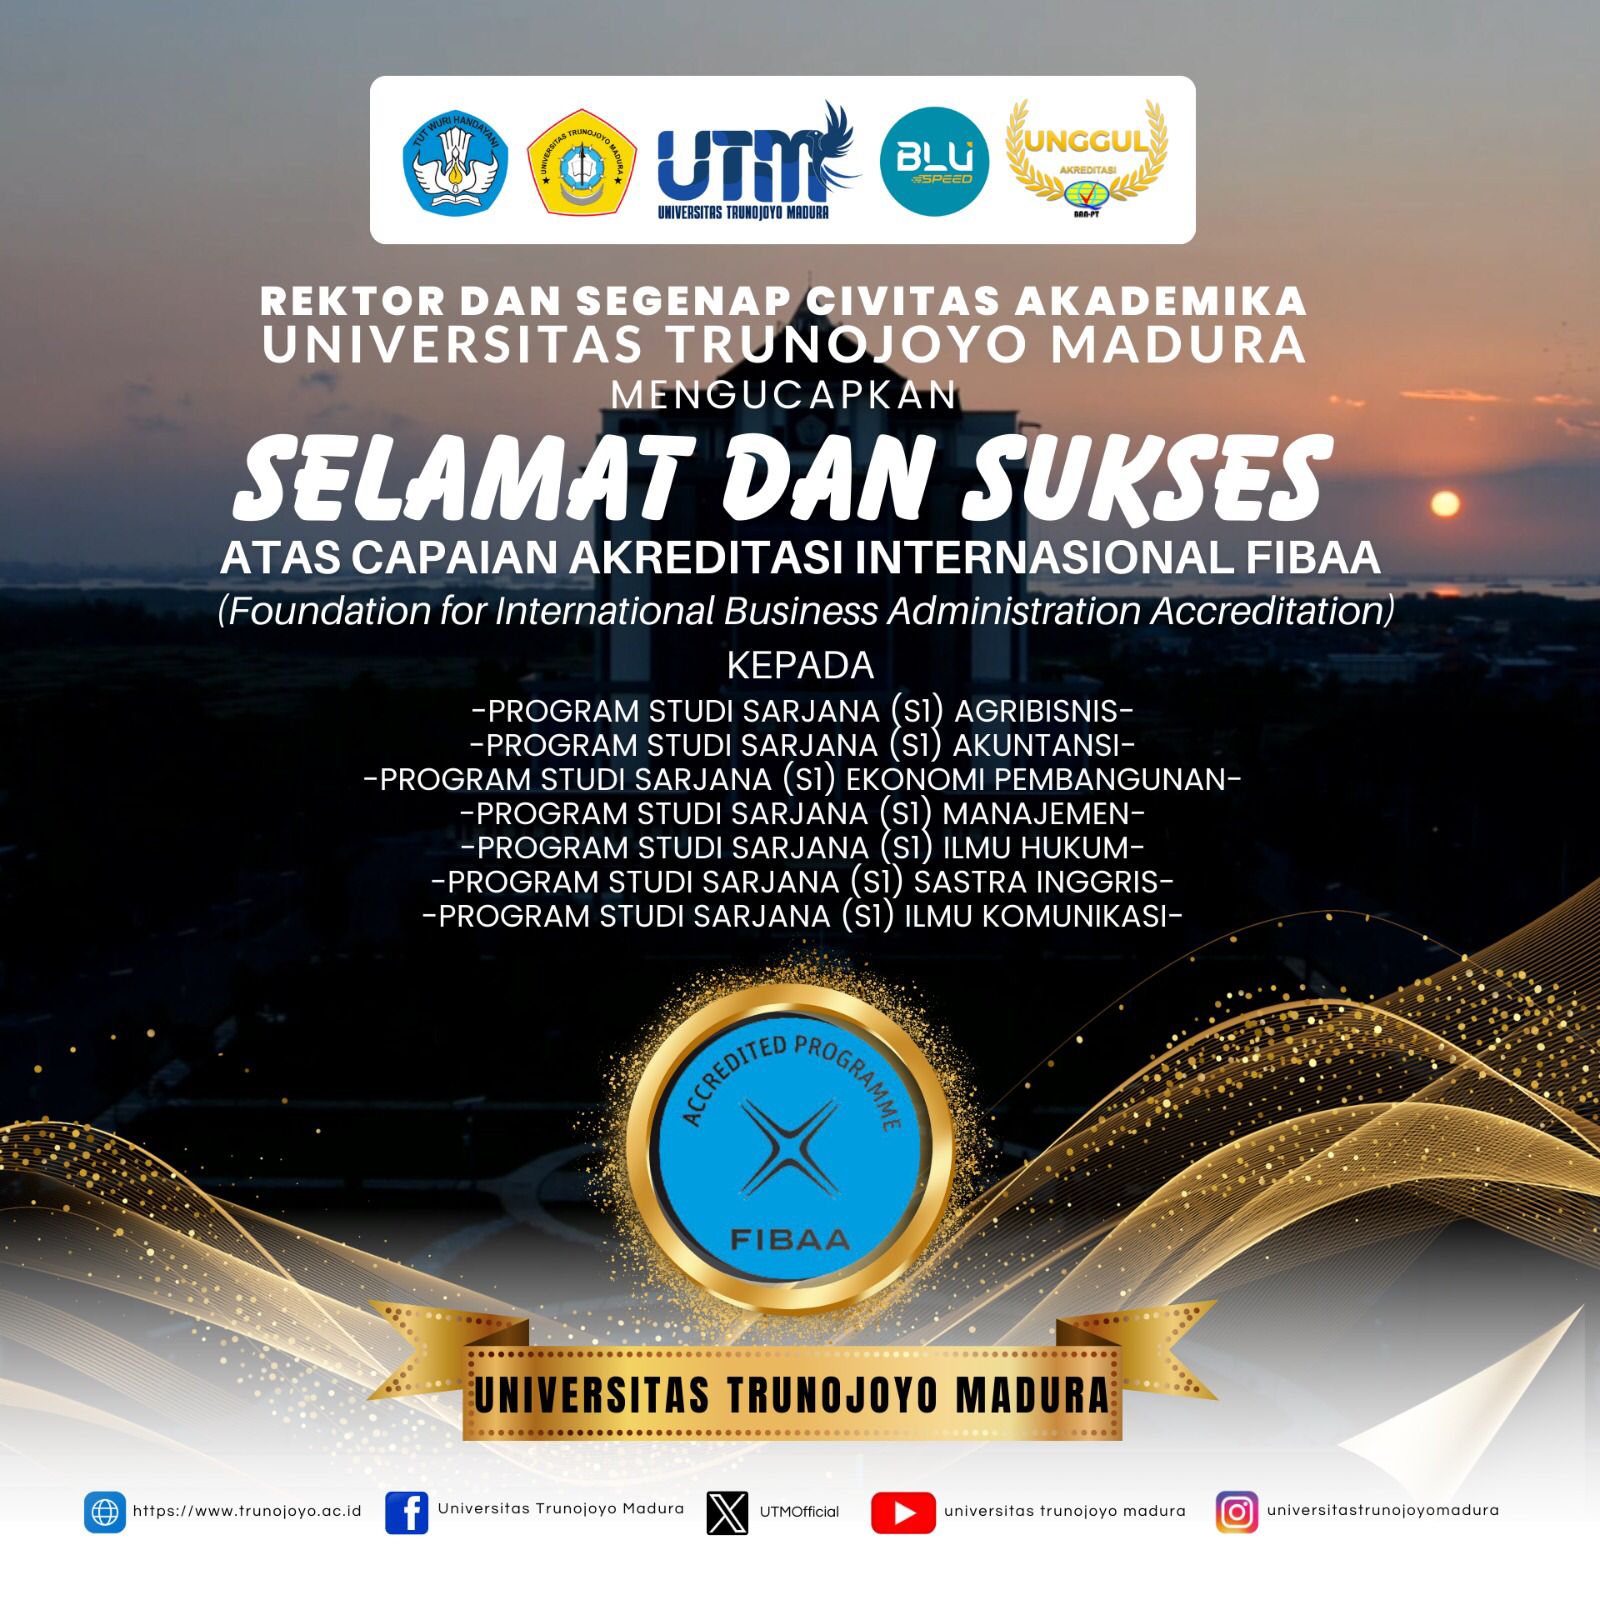 TUT WURI HANDAYANI
UNIVERSITAS TRUNOJOYO MADURA
UTM
UNIVERSITAS TRUNOJOYO MADURA
BLU
SPEED
UNGGUL
AKREDITASI
BAN-PT
REKTOR DAN SEGENAP CIVITAS AKADEMIKA
UNIVERSITAS TRUNOJOYO MADURA
MENGUCAPKAN
SELAMAT DAN SUKSES
ATAS CAPAIAN AKREDITASI INTERNASIONAL FIBAA
(Foundation for International Business Administration Accreditation)
KEPADA
-PROGRAM STUDI SARJANA (S1) AGRIBISNIS-
-PROGRAM STUDI SARJANA (S1) AKUNTANSI-
-PROGRAM STUDI SARJANA (S1) EKONOMI PEMBANGUNAN-
-PROGRAM STUDI SARJANA (S1) MANAJEMEN-
-PROGRAM STUDI SARJANA (S1) ILMU HUKUM-
-PROGRAM STUDI SARJANA (S1) SASTRA INGGRIS-
-PROGRAM STUDI SARJANA (S1) ILMU KOMUNIKASI-
ACCREDITED PROGRAMME
FIBAA
UNIVERSITAS TRUNOJOYO MADURA
https://www.trunojoyo.ac.id Universitas Trunojoyo Madura UTMOfficial universitas trunojoyo madura universitastrunojoyomadura